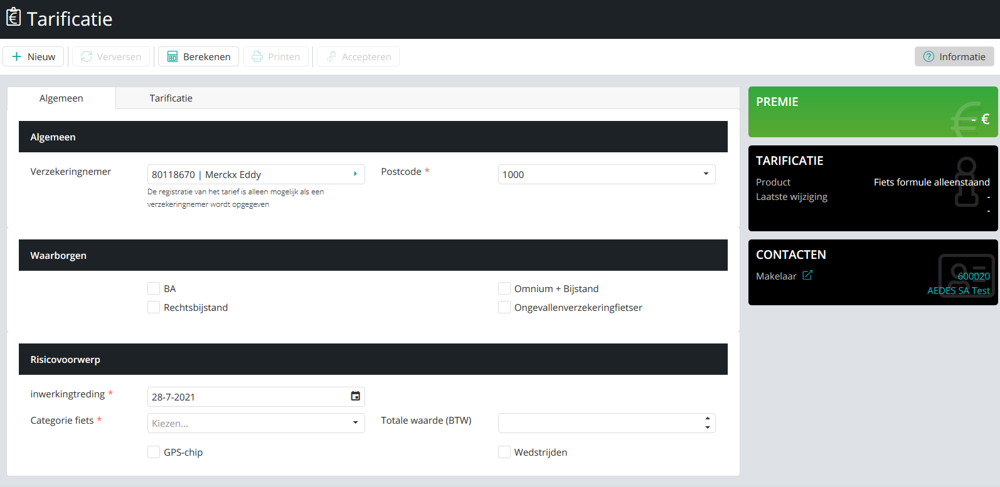 Tarificatie
Nieuw
Verversen
Berekenen
Printen
Accepteren
Informatie
Algemeen
Tarificatie
Algemeen
Verzekeringnemer
80118670 | Merckx Eddy
De registratie van het tarief is alleen mogelijk als een
verzekeringnemer wordt opgegeven
Postcode *
1000
Waarborgen
BA
Omnium + Bijstand
Rechtsbijstand
Ongevallenverzekeringfietser
Risicovoorwerp
inwerkingtreding *
28-7-2021
Categorie fiets *
Kiezen...
Totale waarde (BTW)
GPS-chip
Wedstrijden
PREMIE
- €
TARIFICATIE
Product
Fiets formule alleenstaand
Laatste wijziging
-
-
CONTACTEN
Makelaar
600020
AEDES SA Test